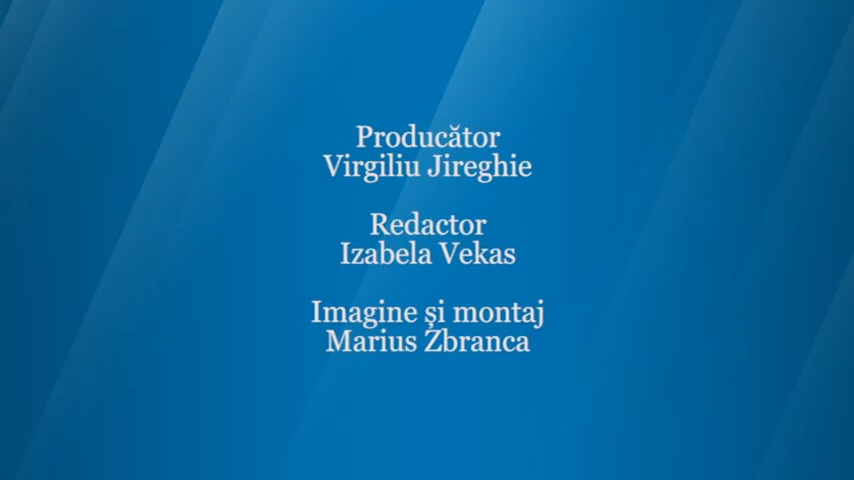 Producător
Virgiliu Jireghie
Redactor
Izabela Vekas
Imagine și montaj
Marius Zbranca